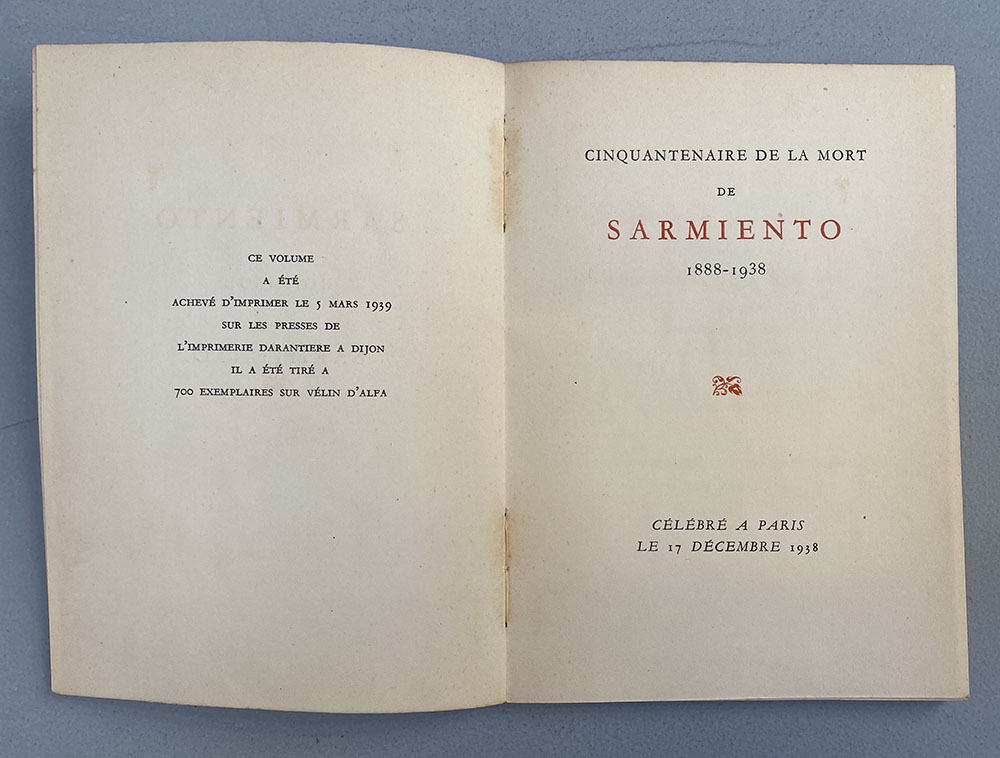 CE VOLUME
A ÉTÉ
ACHEVÉ D'IMPRIMER LE 5 MARS 1939
SUR LES PRESSES DE
L'IMPRIMERIE DARANTIERE A DIJON
IL A ÉTÉ TIRÉ A
700 EXEMPLAIRES SUR VÉLIN D'ALFA
CINQUANTENAIRE DE LA MORT
DE
SARMIENTO
1888-1938
CÉLÉBRÉ A PARIS
LE 17 DÉCEMBRE 1938